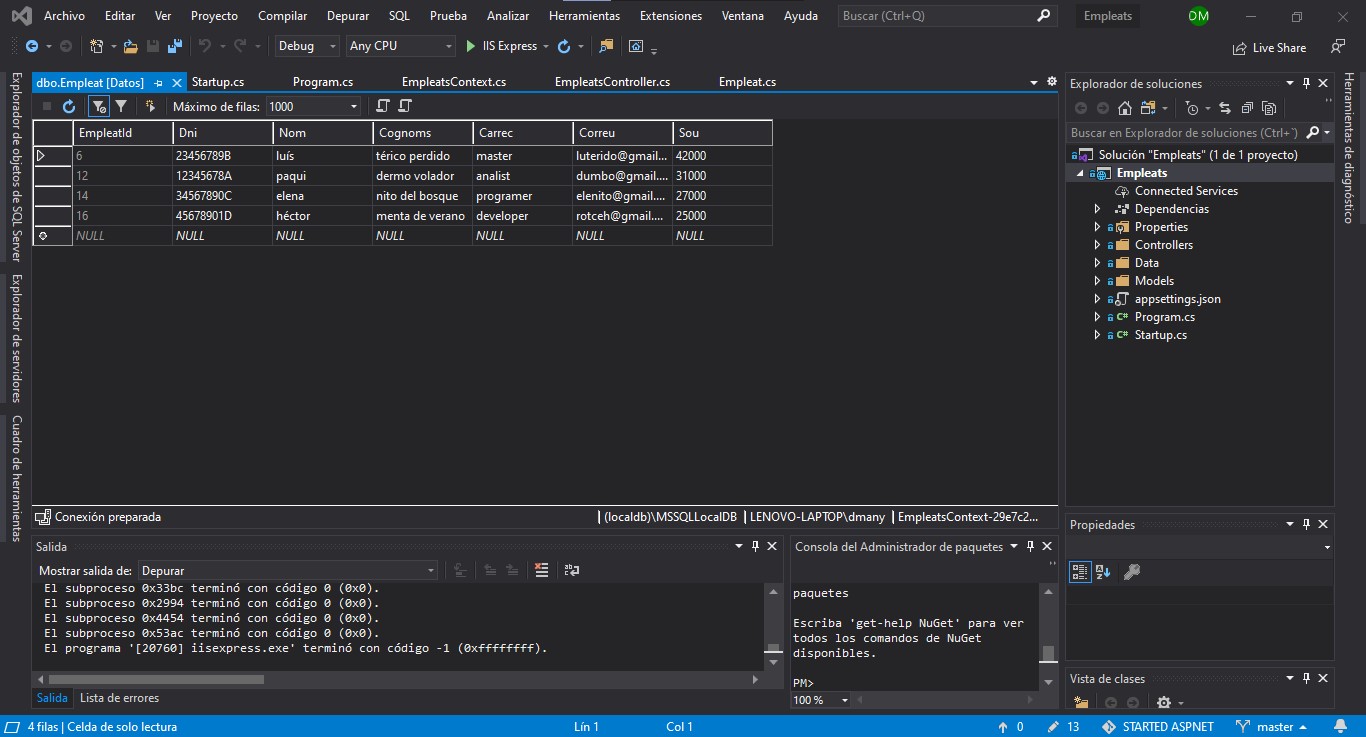 Archivo Editar Ver Proyecto Compilar Depurar SQL Prueba Analizar Herramientas Extensiones Ventana Ayuda Buscar (Ctrl+Q) Empleats DM
Debug Any CPU IIS Express Live Share
dbo.Empleat [Datos] Startup.cs Program.cs EmpleatsContext.cs EmpleatsController.cs Empleat.cs
Máximo de filas: 1000
EmpleatId Dni Nom Cognoms Carrec Correu Sou
6 23456789B luís térico perdido master luterido@gmail... 42000
12 12345678A paqui dermo volador analist dumbo@gmail.... 31000
14 34567890C elena nito del bosque programer elenito@gmail.... 27000
16 45678901D héctor menta de verano developer rotceh@gmail.... 25000
NULL NULL NULL NULL NULL NULL NULL
Conexión preparada (localdb)\MSSQLLocalDB LENOVO-LAPTOP\dmany EmpleatsContext-29e7c2...
Explorador de objetos de SQL Server
Explorador de servidores
Cuadro de herramientas
Salida
Mostrar salida de: Depurar
El subproceso 0x33bc terminó con código 0 (0x0).
El subproceso 0x2994 terminó con código 0 (0x0).
El subproceso 0x4454 terminó con código 0 (0x0).
El subproceso 0x53ac terminó con código 0 (0x0).
El programa '[20760] iisexpress.exe' terminó con código -1 (0xffffffff).
Salida Lista de errores
Consola del Administrador de paquetes
paquetes
Escriba 'get-help NuGet' para ver
todos los comandos de NuGet
disponibles.
PM>
100 %
Explorador de soluciones
Buscar en Explorador de soluciones (Ctrl+¨)
Solución "Empleats" (1 de 1 proyecto)
Empleats
Connected Services
Dependencias
Properties
Controllers
Data
Models
appsettings.json
Program.cs
Startup.cs
Propiedades
Vista de clases
Herramientas de diagnóstico
4 filas | Celda de solo lectura Lín 1 Col 1 0 13 STARTED ASPNET master